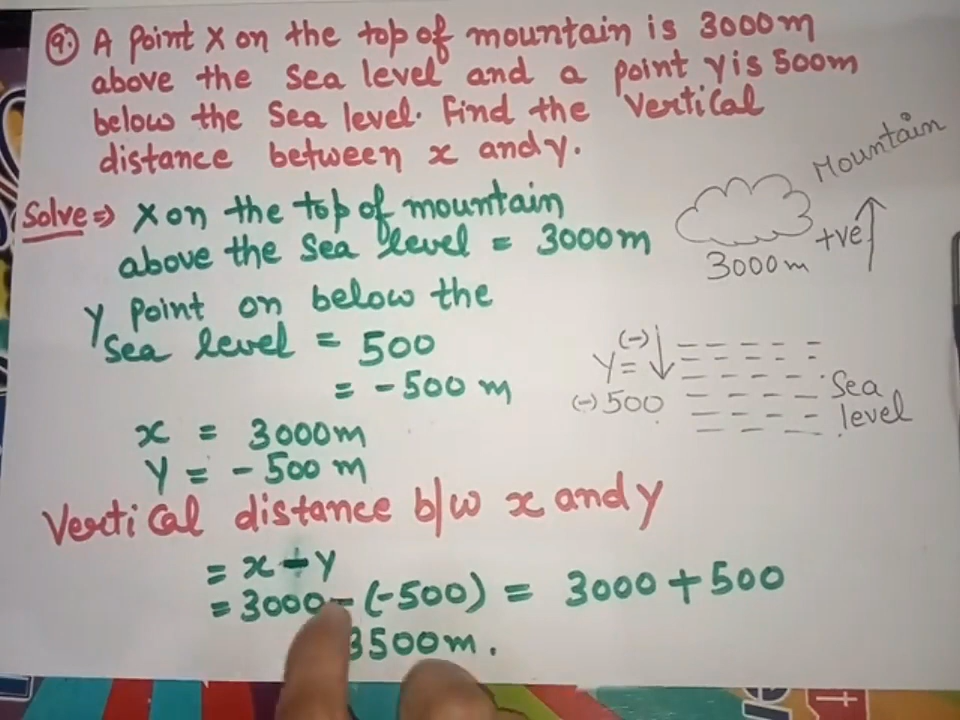 9. A point X on the top of mountain is 3000m
above the sea level and a point y is 500m
below the Sea level. Find the Vertical
distance between x and y.
Solve ⇒ X on the top of mountain
above the Sea level = 3000m
Y point on below the
Sea level = 500
= -500 m
x = 3000m
Y = -500 m
Vertical distance b/w x and y
= x - y
= 3000 - (-500) = 3000 + 500
3500m.
Mountain
+ve
3000m
(-)
Y =
(-) 500
Sea
level